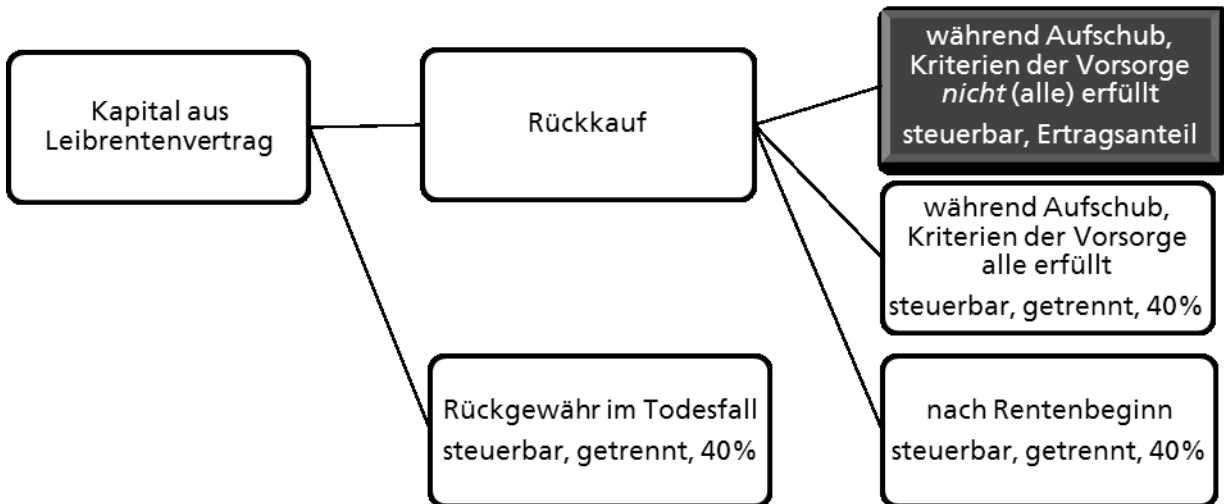 Kapital aus
Leibrentenvertrag
Rückkauf
während Aufschub,
Kriterien der Vorsorge
nicht (alle) erfüllt
steuerbar, Ertragsanteil
während Aufschub,
Kriterien der Vorsorge
alle erfüllt
steuerbar, getrennt, 40%
Rückgewähr im Todesfall
steuerbar, getrennt, 40%
nach Rentenbeginn
steuerbar, getrennt, 40%